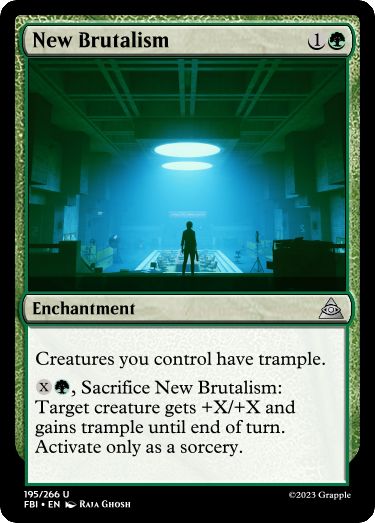 New Brutalism 1
Enchantment
Creatures you control have trample.
X, Sacrifice New Brutalism:
Target creature gets +X/+X and
gains trample until end of turn.
Activate only as a sorcery.
195/266 U
FBI • EN Raja Ghosh
©2023 Grapple